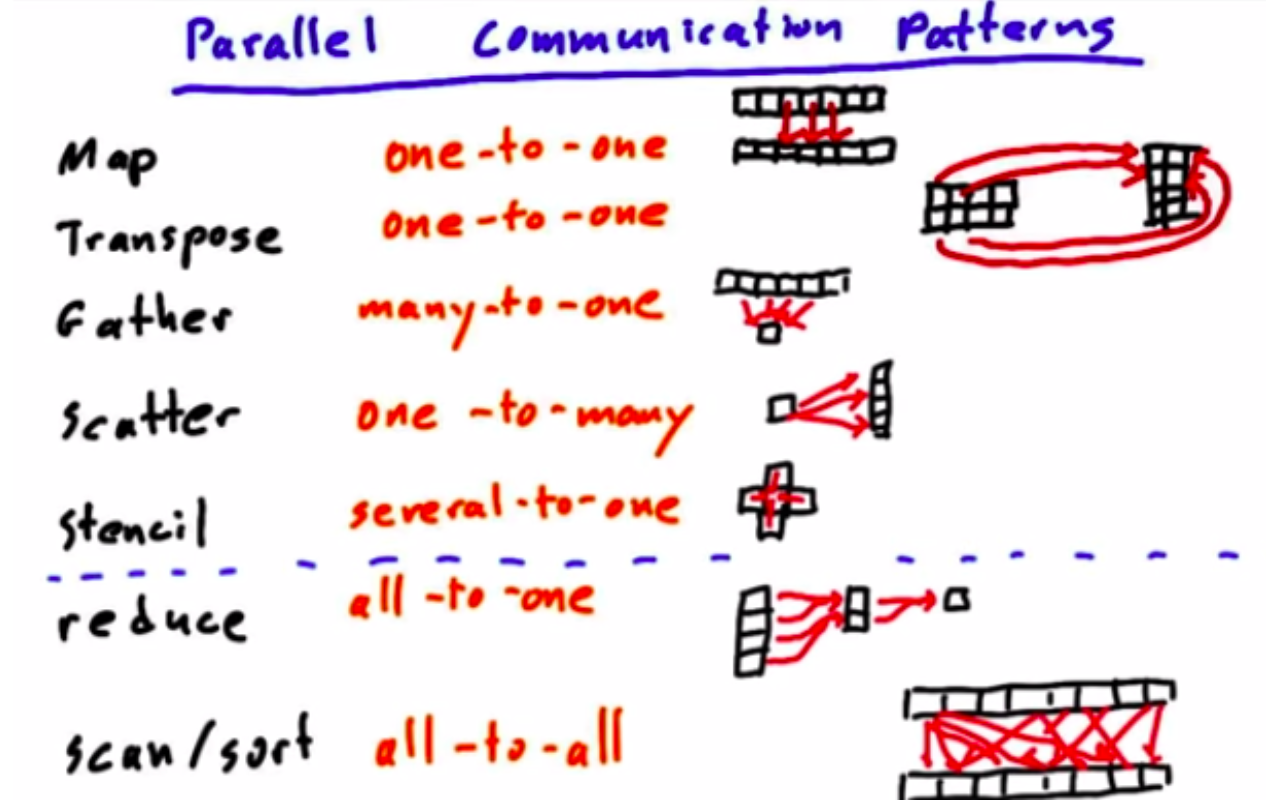 Parallel Communication Patterns
Map one-to-one
Transpose one-to-one
Gather many-to-one
Scatter one-to-many
Stencil several-to-one
reduce all-to-one
scan/sort all-to-all